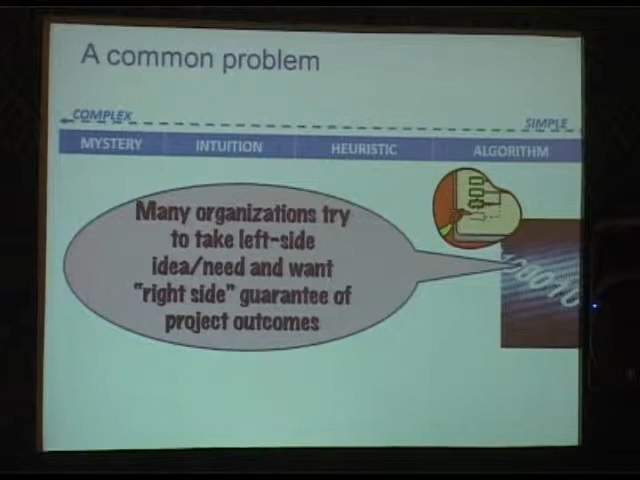 A common problem
COMPLEX
SIMPLE
MYSTERY INTUITION HEURISTIC ALGORITHM
Many organizations try
to take left-side
idea/need and want
"right side" guarantee of
project outcomes